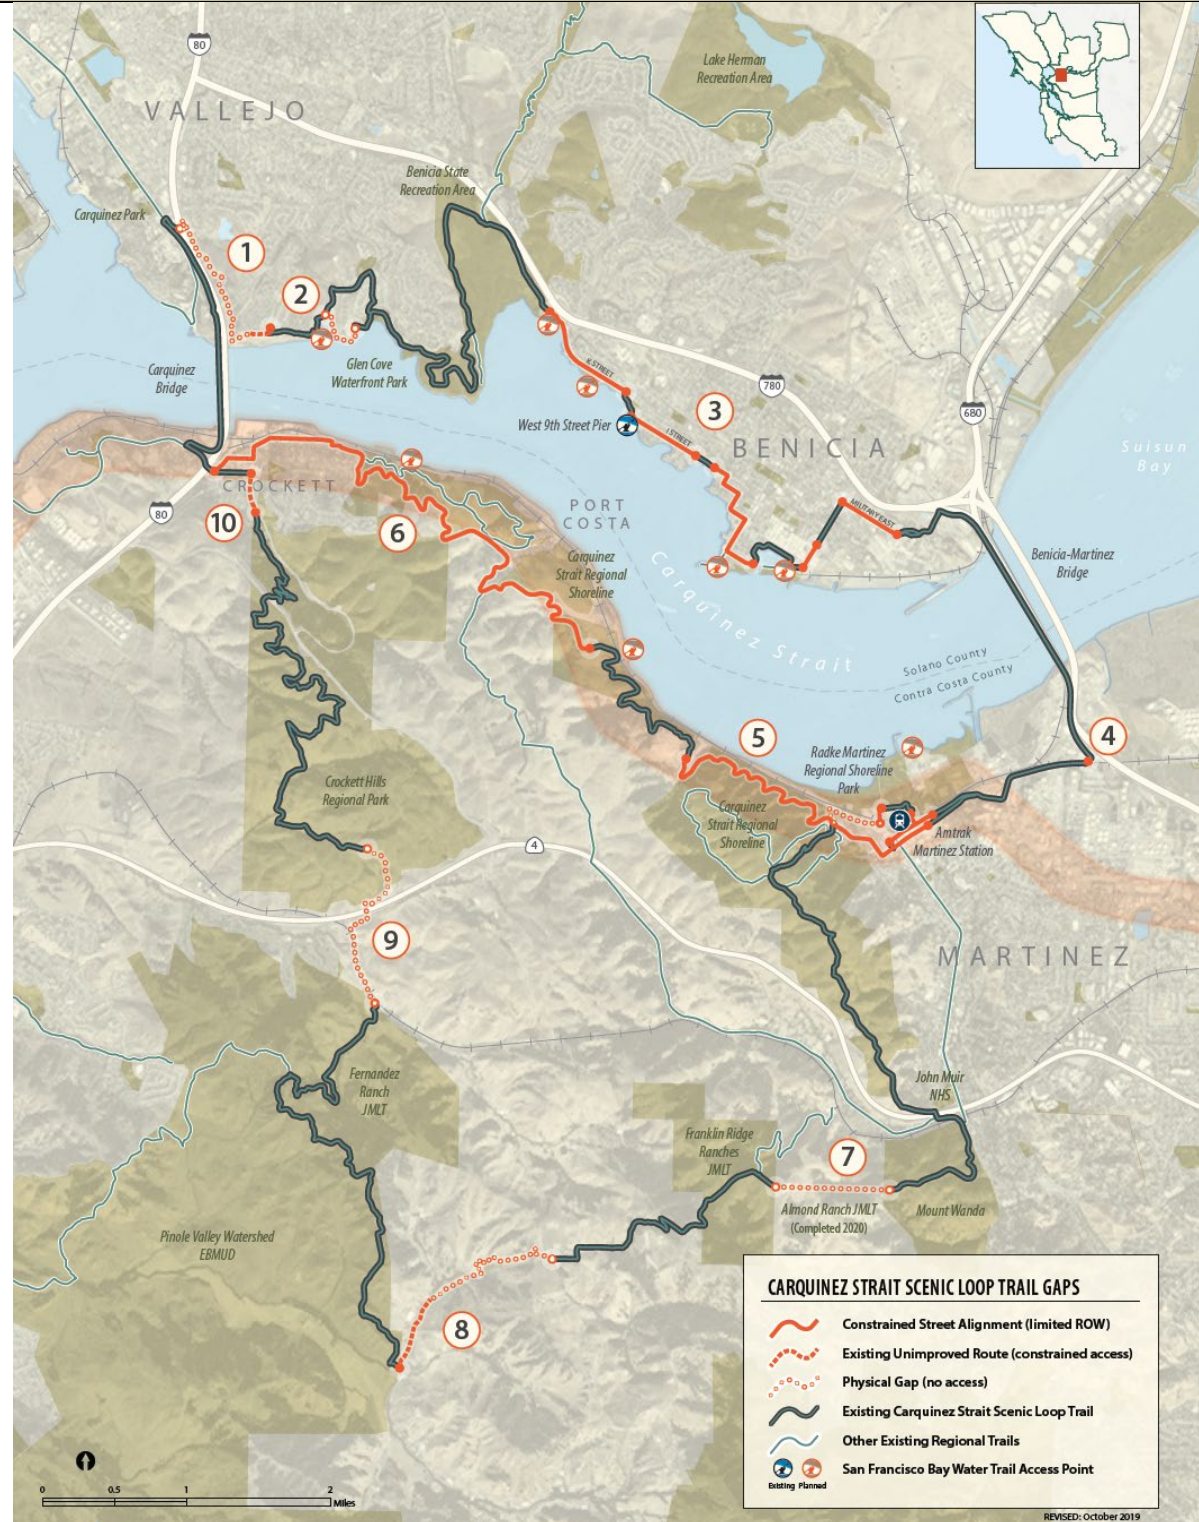 80
VALLEJO
Lake Herman
Recreation Area
Benicia State
Recreation Area
Carquinez Park
1
2
Glen Cove
Waterfront Park
Carquinez
Bridge
K STREET
780
680
3
West 9th Street Pier
J STREET
BENICIA
Suisun
Bay
CROCKETT
80
10
6
PORT
COSTA
MILITARY EAST
Benicia-Martinez
Bridge
Carquinez
Strait Regional
Shoreline
Carquinez Strait
Solano County
Contra Costa County
5
4
Radke Martinez
Regional Shoreline
Park
Crockett Hills
Regional Park
Carquinez
Strait Regional
Shoreline
Amtrak
Martinez Station
4
9
MARTINEZ
Fernandez
Ranch
JMLT
John Muir
NHS
Franklin Ridge
Ranches
JMLT
7
Almond Ranch JMLT
(Completed 2020)
Mount Wanda
Pinole Valley Watershed
EBMUD
8
CARQUINEZ STRAIT SCENIC LOOP TRAIL GAPS
Constrained Street Alignment (limited ROW)
Existing Unimproved Route (constrained access)
Physical Gap (no access)
Existing Carquinez Strait Scenic Loop Trail
Other Existing Regional Trails
San Francisco Bay Water Trail Access Point
Existing Planned
0 0.5 1 2
Miles
REVISED: October 2019